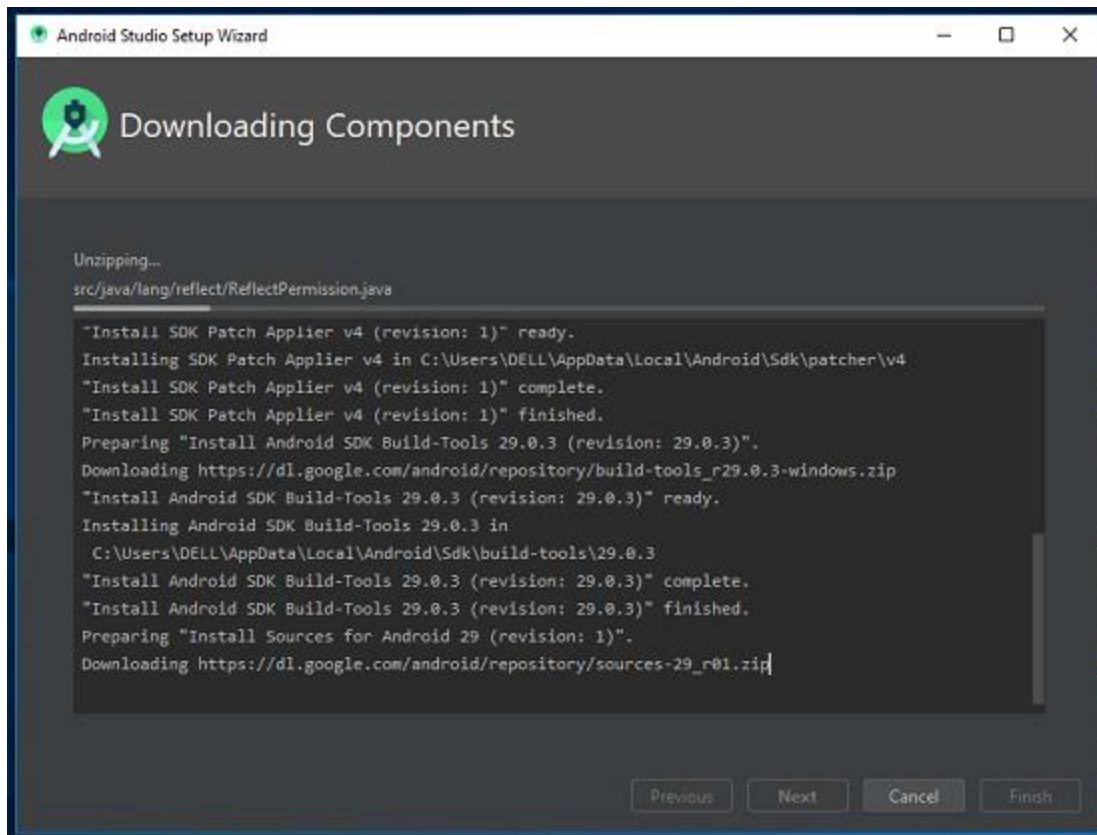 Android Studio Setup Wizard
Downloading Components
Unzipping...
src/java/lang/reflect/ReflectPermission.java
"Install SDK Patch Applier v4 (revision: 1)" ready.
Installing SDK Patch Applier v4 in C:\Users\DELL\AppData\Local\Android\Sdk\patcher\v4
"Install SDK Patch Applier v4 (revision: 1)" complete.
"Install SDK Patch Applier v4 (revision: 1)" finished.
Preparing "Install Android SDK Build-Tools 29.0.3 (revision: 29.0.3)".
Downloading https://dl.google.com/android/repository/build-tools_r29.0.3-windows.zip
"Install Android SDK Build-Tools 29.0.3 (revision: 29.0.3)" ready.
Installing Android SDK Build-Tools 29.0.3 in
C:\Users\DELL\AppData\Local\Android\Sdk\build-tools\29.0.3
"Install Android SDK Build-Tools 29.0.3 (revision: 29.0.3)" complete.
"Install Android SDK Build-Tools 29.0.3 (revision: 29.0.3)" finished.
Preparing "Install Sources for Android 29 (revision: 1)".
Downloading https://dl.google.com/android/repository/sources-29_r01.zip
Previous Next Cancel Finish